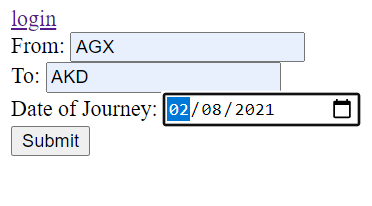 login
From: AGX
To: AKD
Date of Journey: 02/08/2021
Submit